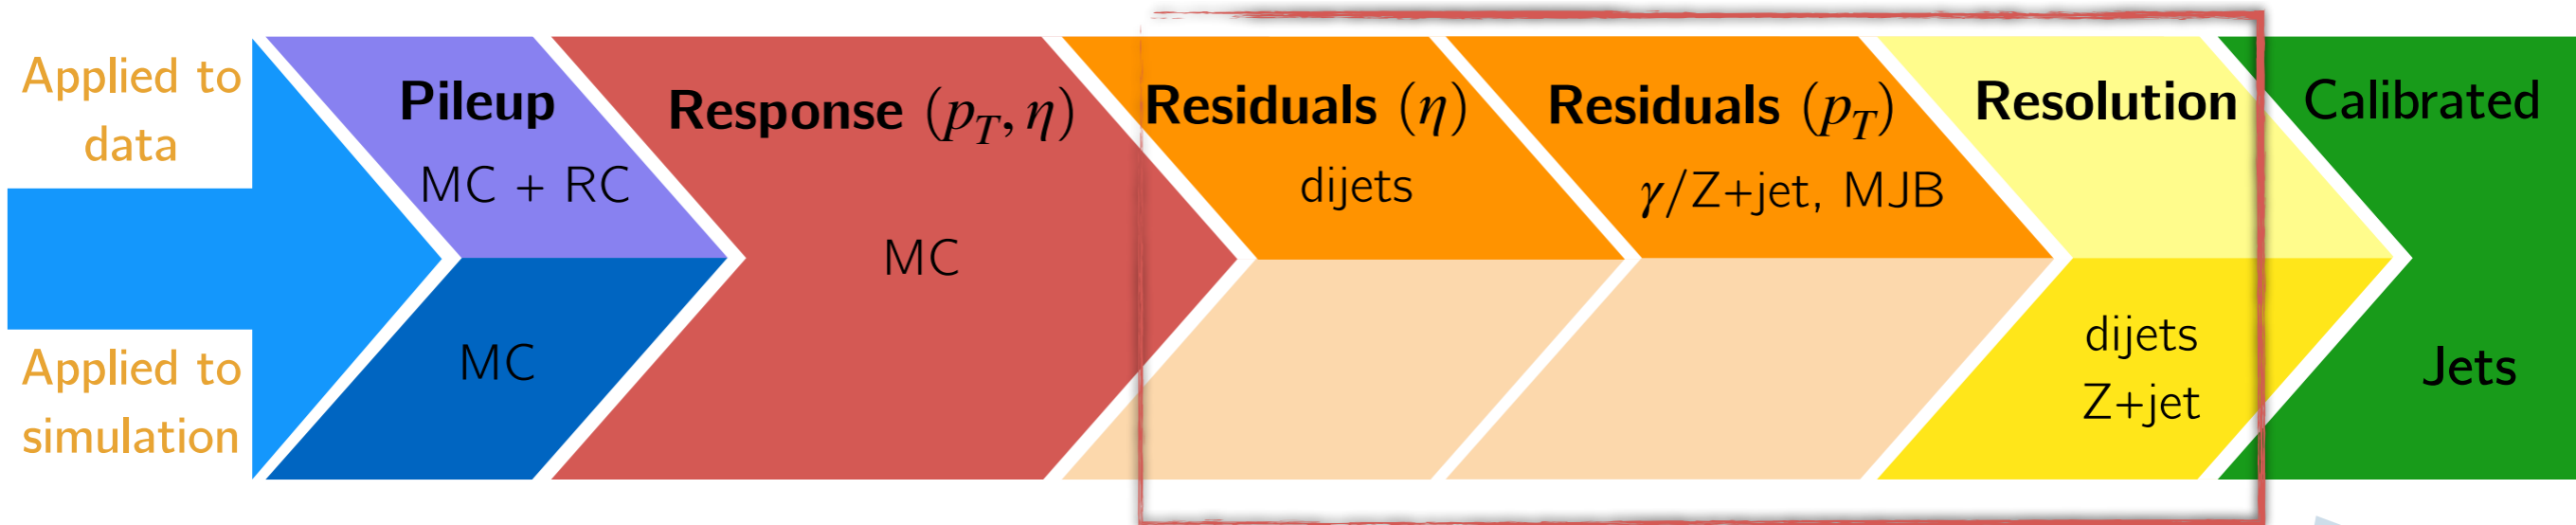 Applied to
data
Applied to
simulation
Pileup
MC + RC
MC
Response (p_T, η)
MC
Residuals (η)
dijets
Residuals (p_T)
γ/Z+jet, MJB
Resolution
dijets
Z+jet
Calibrated
Jets